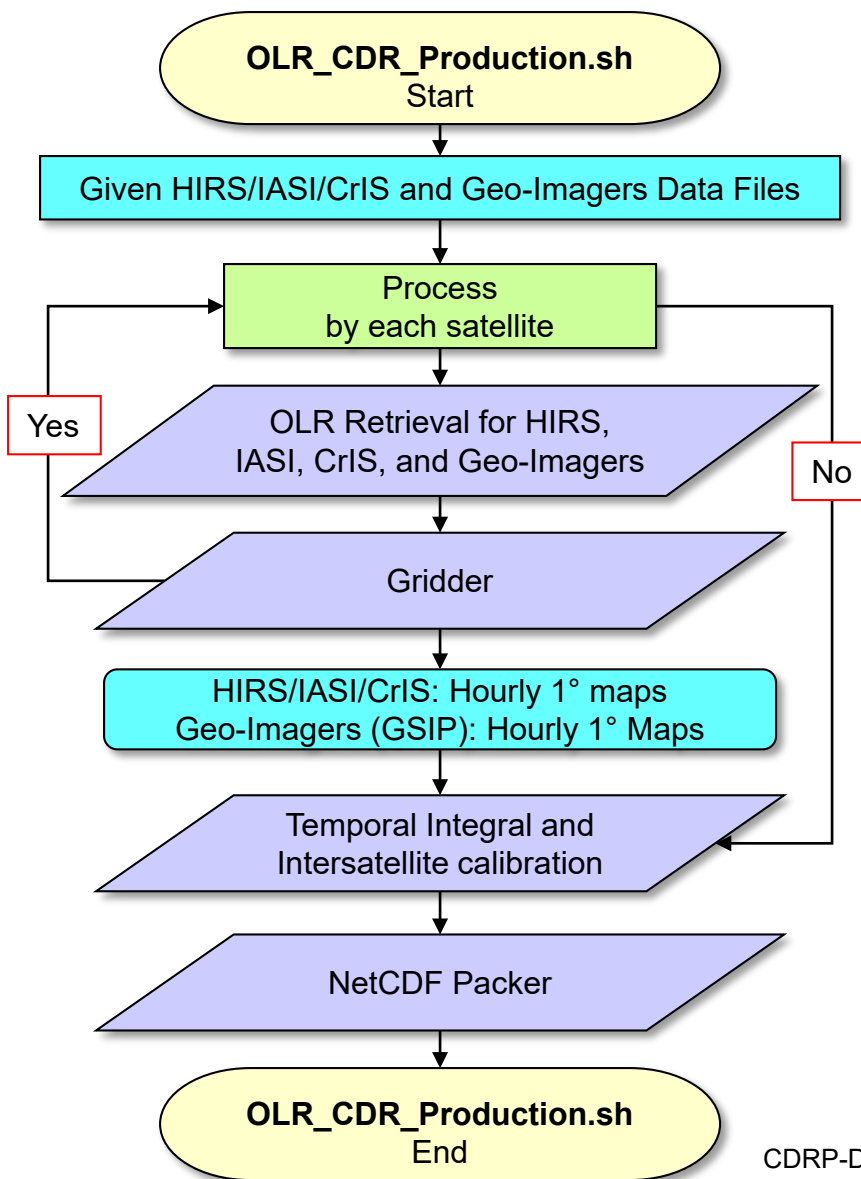 OLR_CDR_Production.sh
Start
Given HIRS/IASI/CrIS and Geo-Imagers Data Files
Process
by each satellite
Yes
OLR Retrieval for HIRS,
IASI, CrIS, and Geo-Imagers
No
Gridder
HIRS/IASI/CrIS: Hourly 1° maps
Geo-Imagers (GSIP): Hourly 1° Maps
Temporal Integral and
Intersatellite calibration
NetCDF Packer
OLR_CDR_Production.sh
End
CDRP-D